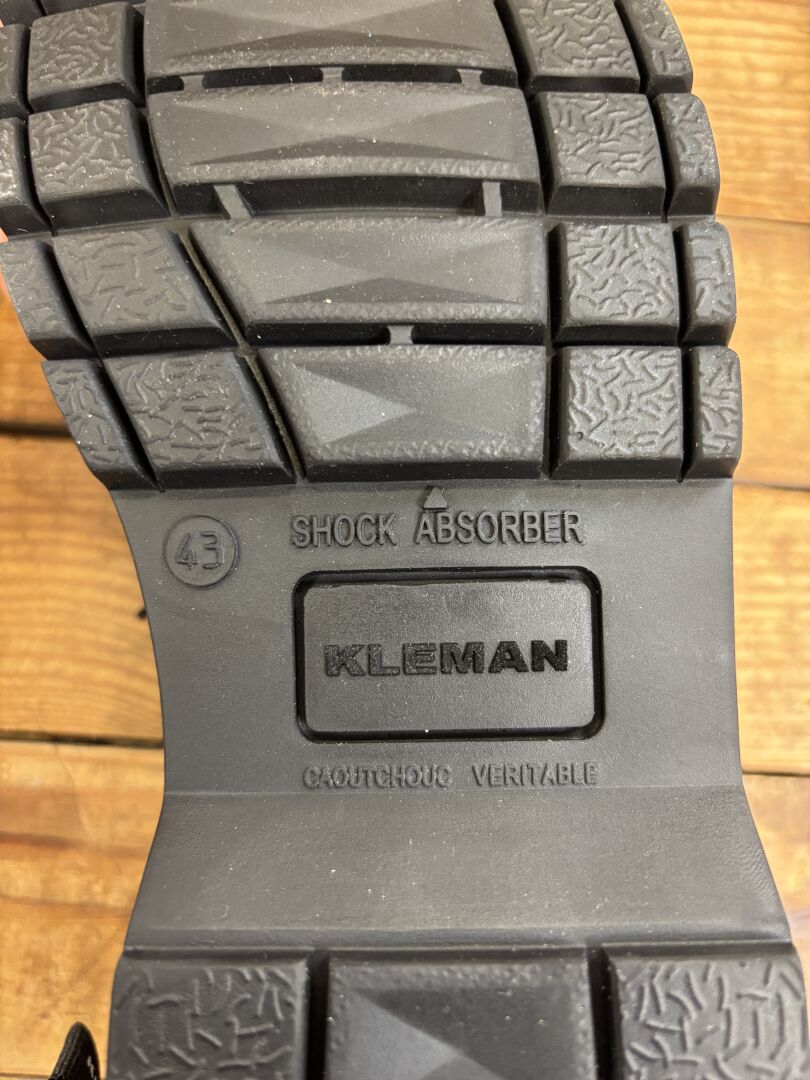 SHOCK ABSORBER
43
KLEMAN
CAOUTCHOUC VERITABLE